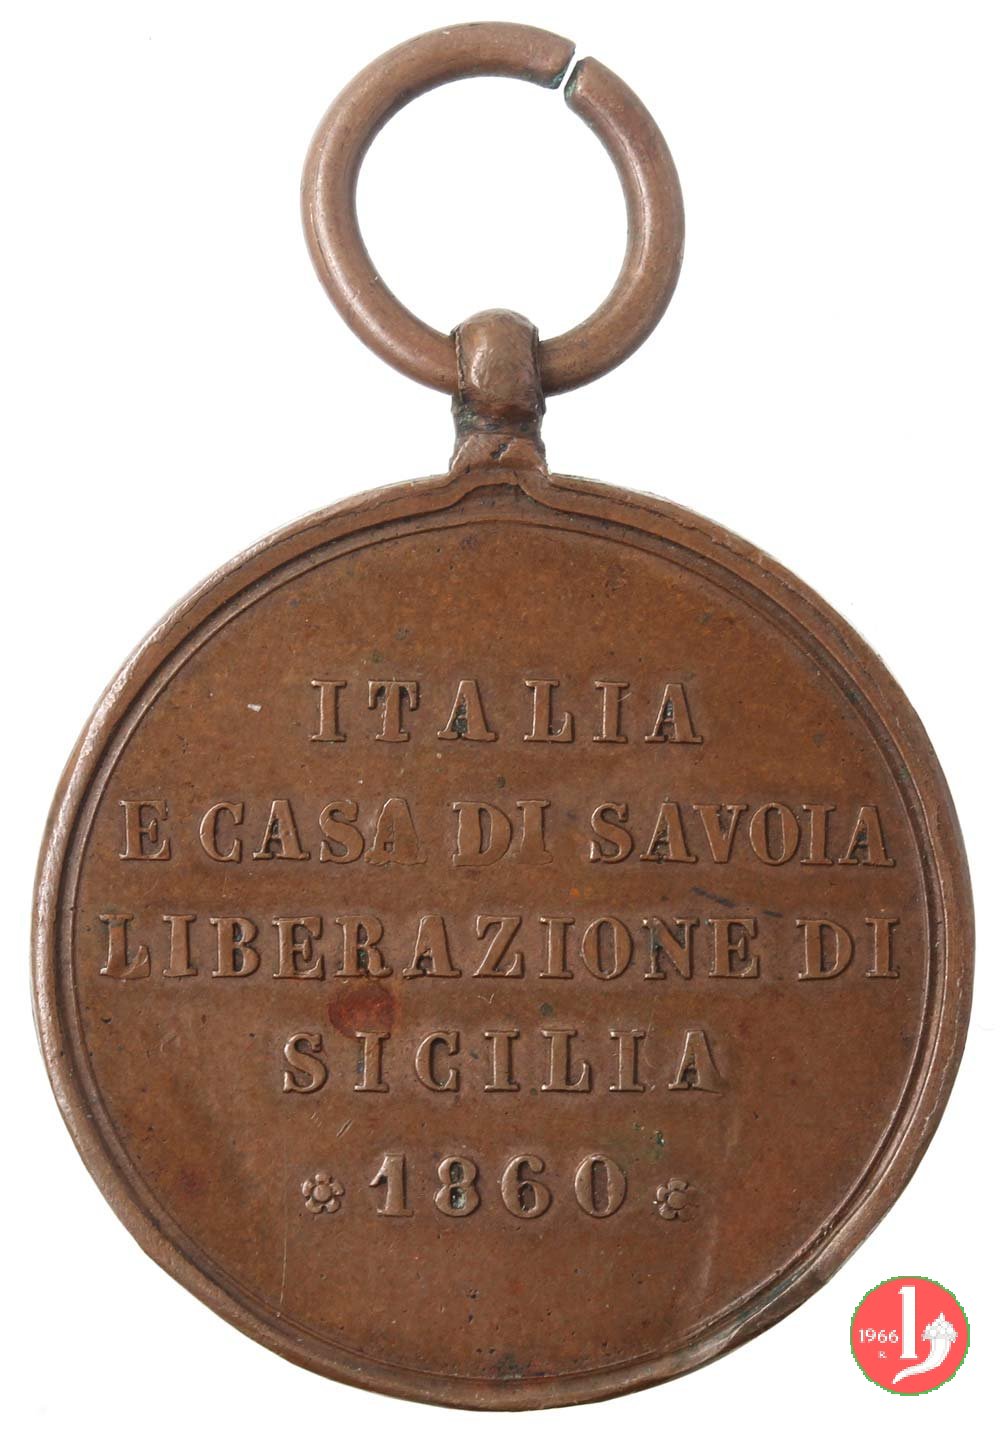 ITALIA
E CASA DI SAVOIA
LIBERAZIONE DI
SICILIA
1860
1966
R